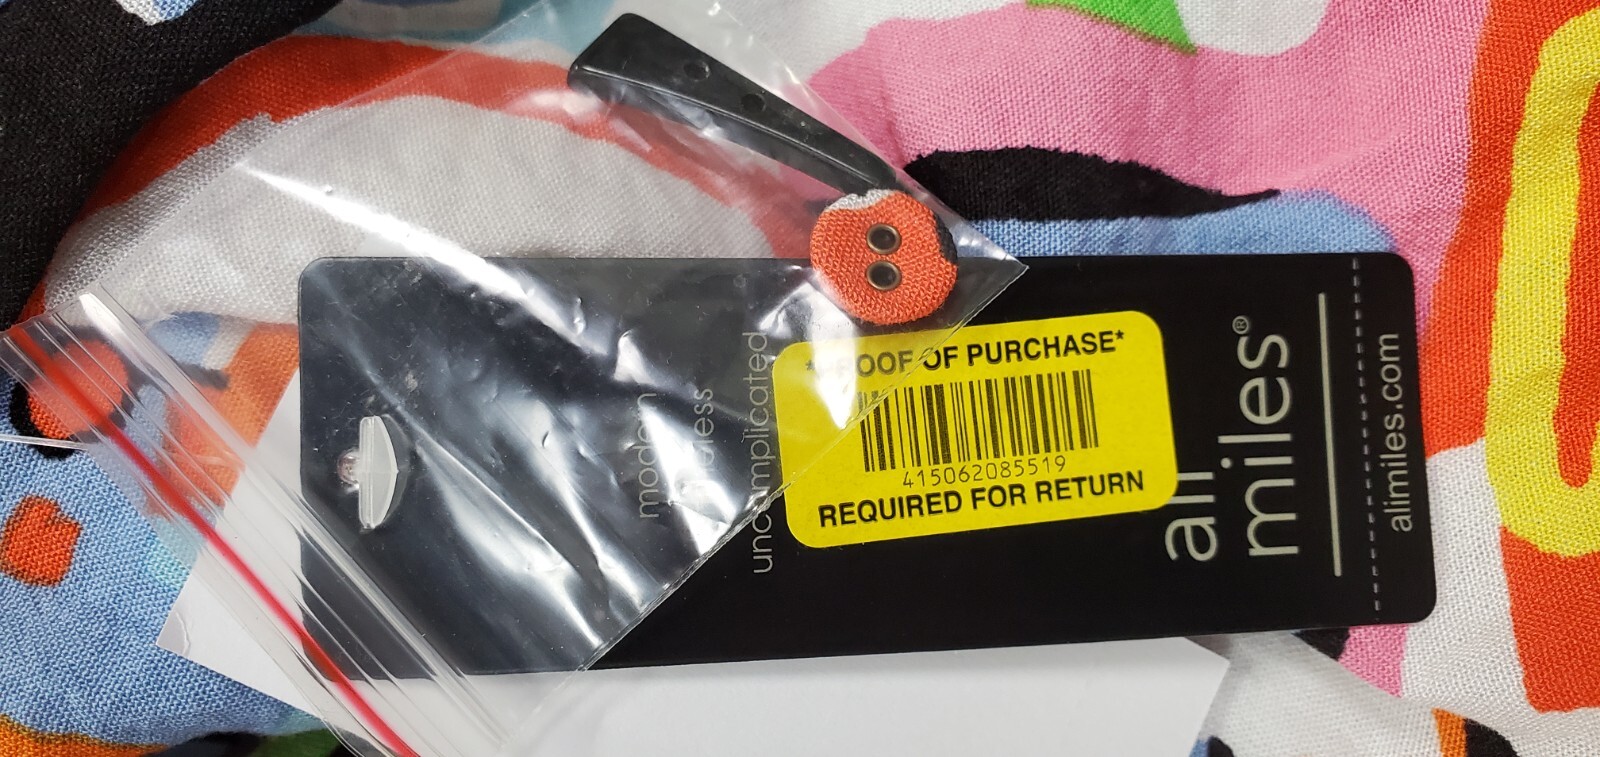 modern
uncomplicated
*PROOF OF PURCHASE*
415062085519
REQUIRED FOR RETURN
ali
miles®
alimiles.com